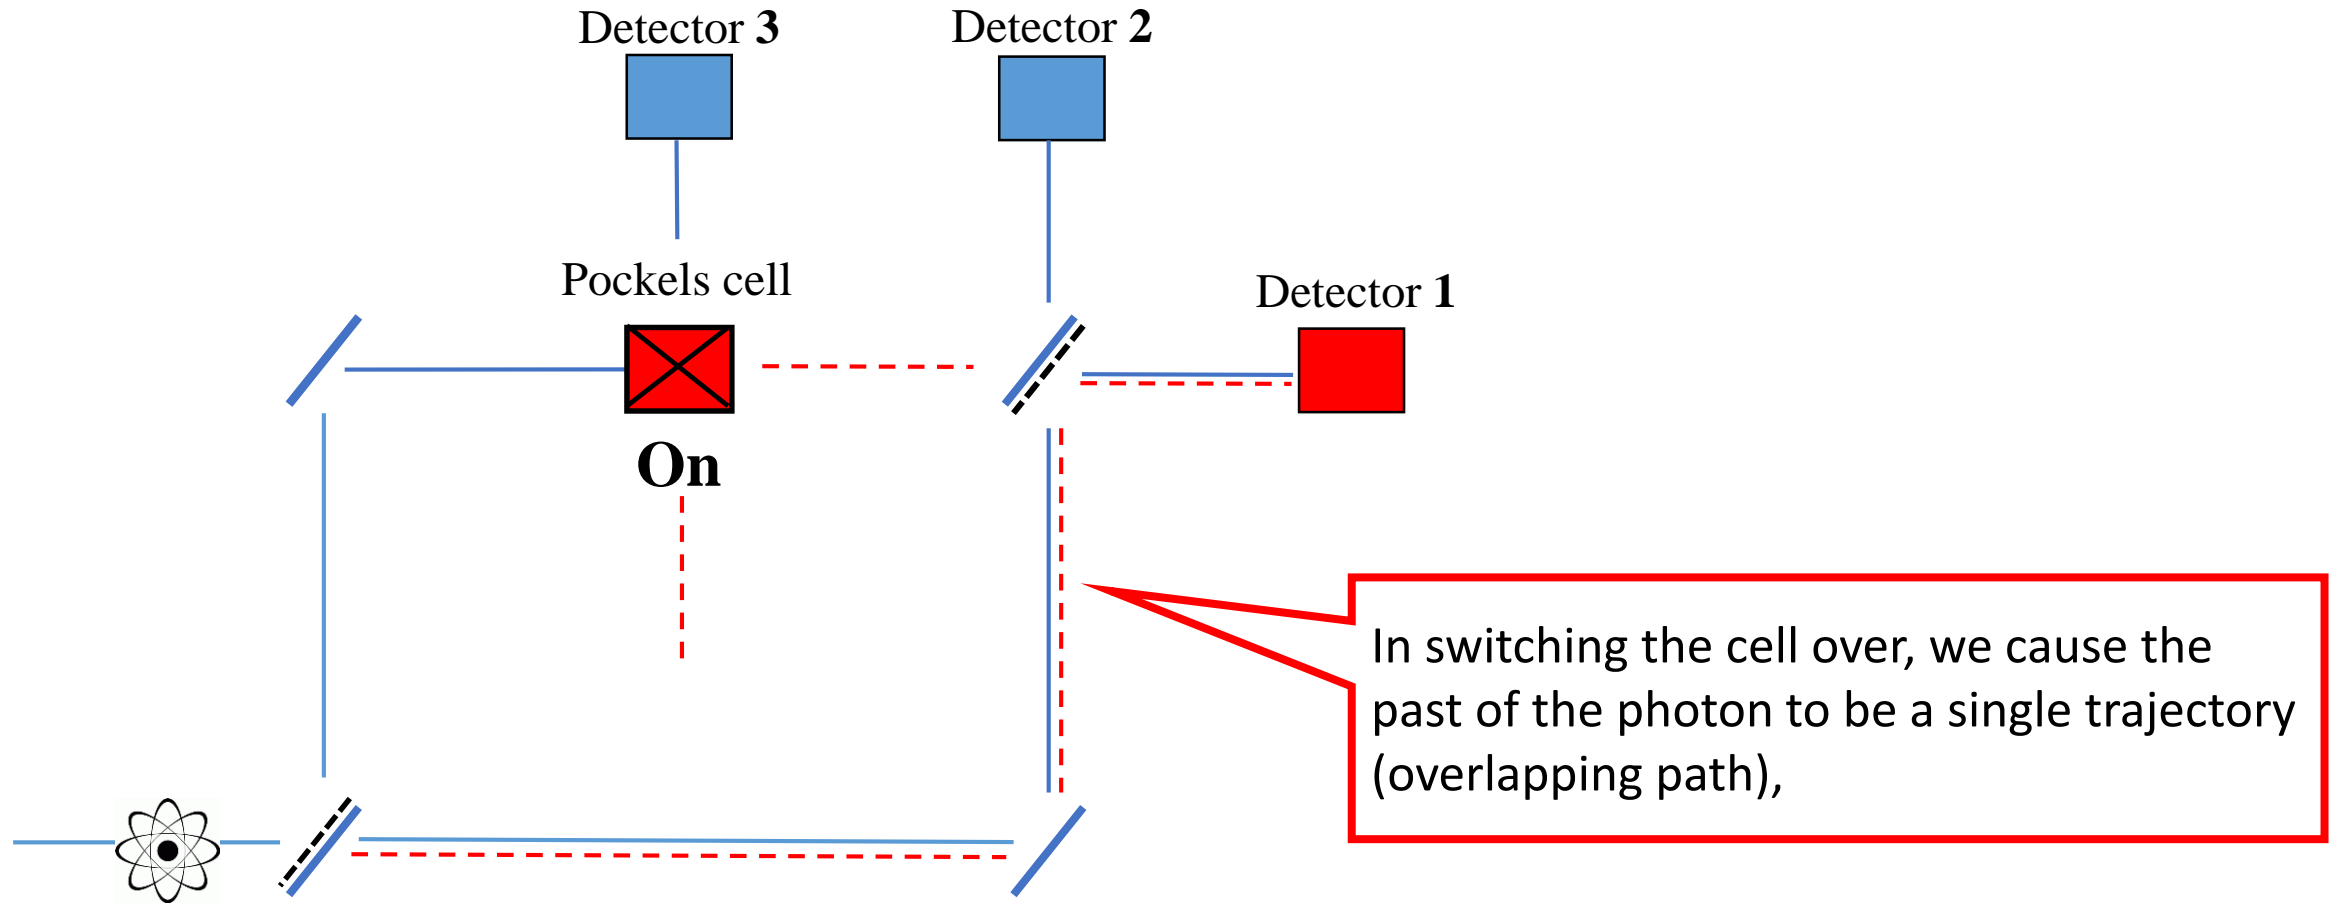 Detector 3
Detector 2
Pockels cell
Detector 1
On
In switching the cell over, we cause the
past of the photon to be a single trajectory
(overlapping path),